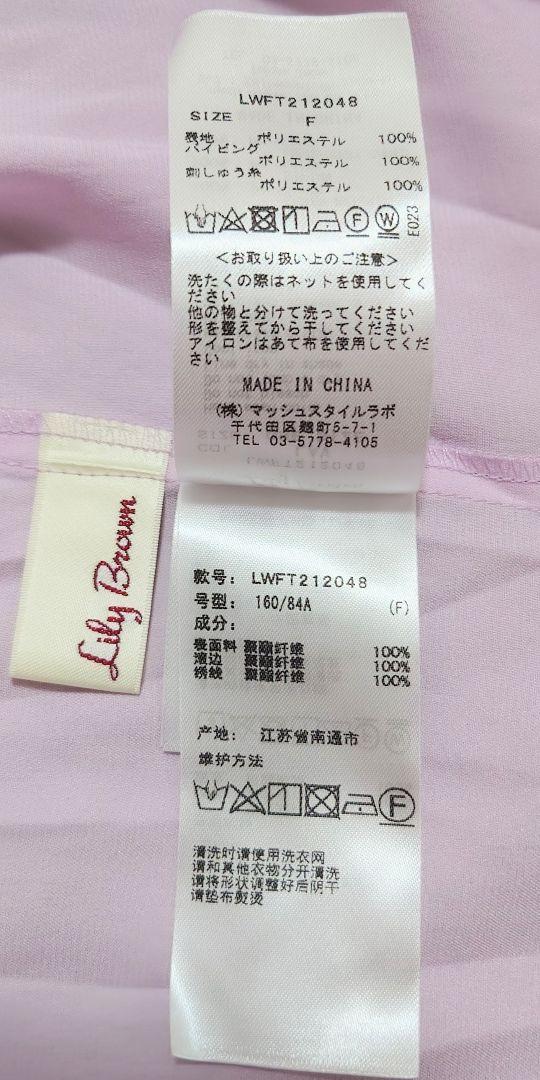 LWFT212048
SIZE F
表地 ポリエステル 100%
パイピング
ポリエステル 100%
刺しゅう糸
ポリエステル 100%
F W E023
<お取り扱い上のご注意>
洗たくの際はネットを使用してく
ださい
他の物と分けて洗ってください
形を整えてから干してください
アイロンはあて布を使用してくだ
さい
MADE IN CHINA
(株)マッシュスタイルラボ
千代田区麹町5-7-1
TEL 03-5778-4105
Lily Brown
款号: LWFT212048
号型: 160/84A (F)
成分:
表面料 聚酯纤维 100%
滚边 聚酯纤维 100%
绣线 聚酯纤维 100%
产地: 江苏省南通市
维护方法
F
清洗时请使用洗衣网
请和其他衣物分开清洗
请将形状调整好后阴干
请垫布熨烫